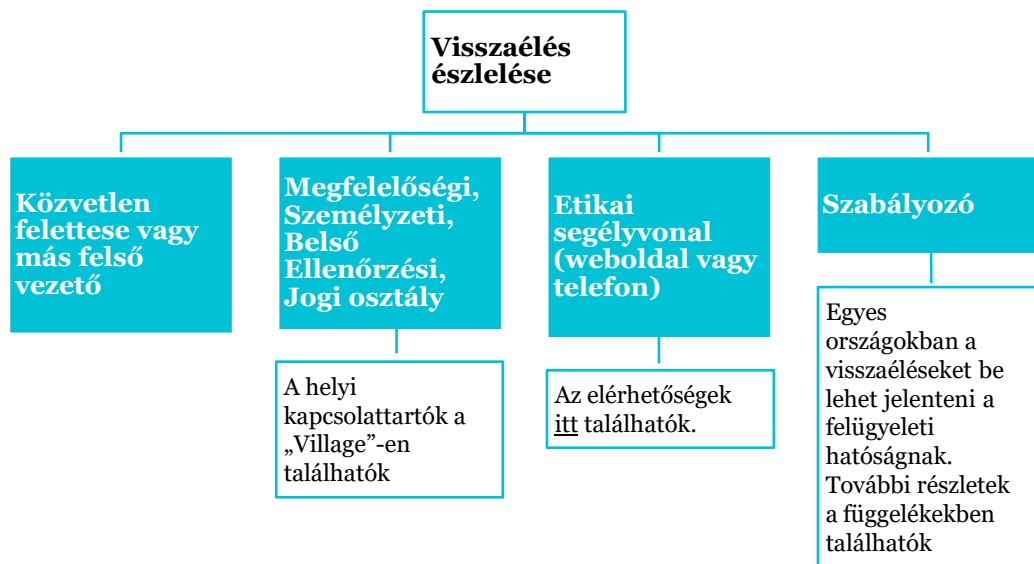 Visszaélés
észlelése
Közvetlen
felettese vagy
más felső
vezető
Megfelelőségi,
Személyzeti,
Belső
Ellenőrzési,
Jogi osztály
A helyi
kapcsolattartók a
„Village”-en
találhatók
Etikai
segélyvonal
(weboldal vagy
telefon)
Az elérhetőségek
itt találhatók.
Szabályozó
Egyes
országokban a
visszaéléseket be
lehet jelenteni a
felügyeleti
hatóságnak.
További részletek
a függelékekben
találhatók